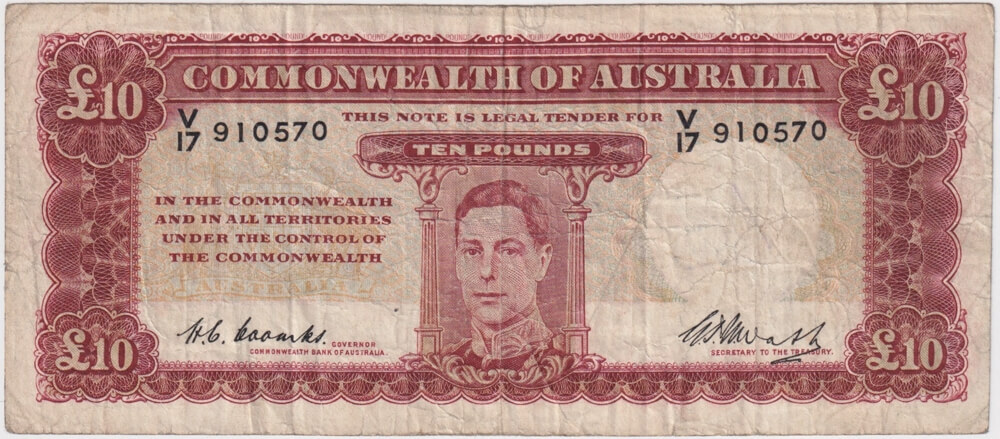 £10 COMMONWEALTH OF AUSTRALIA £10
THIS NOTE IS LEGAL TENDER FOR
V/17 910570
V/17 910570
TEN POUNDS
IN THE COMMONWEALTH
AND IN ALL TERRITORIES
UNDER THE CONTROL OF
THE COMMONWEALTH
AUSTRALIA
H.C. Coombs.
GOVERNOR
COMMONWEALTH BANK OF AUSTRALIA.
SECRETARY TO THE TREASURY.
£10 £10